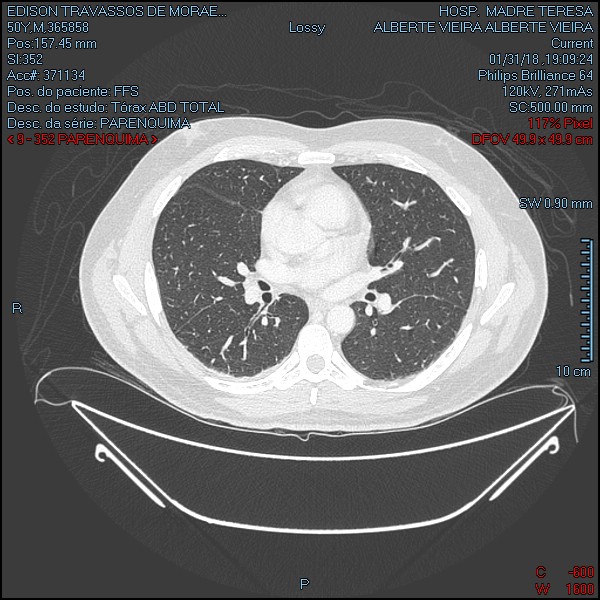 EDISON TRAVASSOS DE MORAE...
50Y,M,365858
Pos:157.45 mm
SI:352
Acc#: 371134
Pos. do paciente: FFS
Desc. do estudo: Tórax ABD TOTAL
Desc. da série: PARENQUIMA
< 9 - 352 PARENQUIMA >
Lossy
HOSP. MADRE TERESA
ALBERTE VIEIRA ALBERTE VIEIRA
Current
01/31/18 ,19:09:24
Philips Brilliance 64
120kV, 271mAs
SC:500.00 mm
117% Pixel
DFOV 49.9 x 49.9 cm
SW 0.90 mm
R
10 cm
P
C -600
W 1600